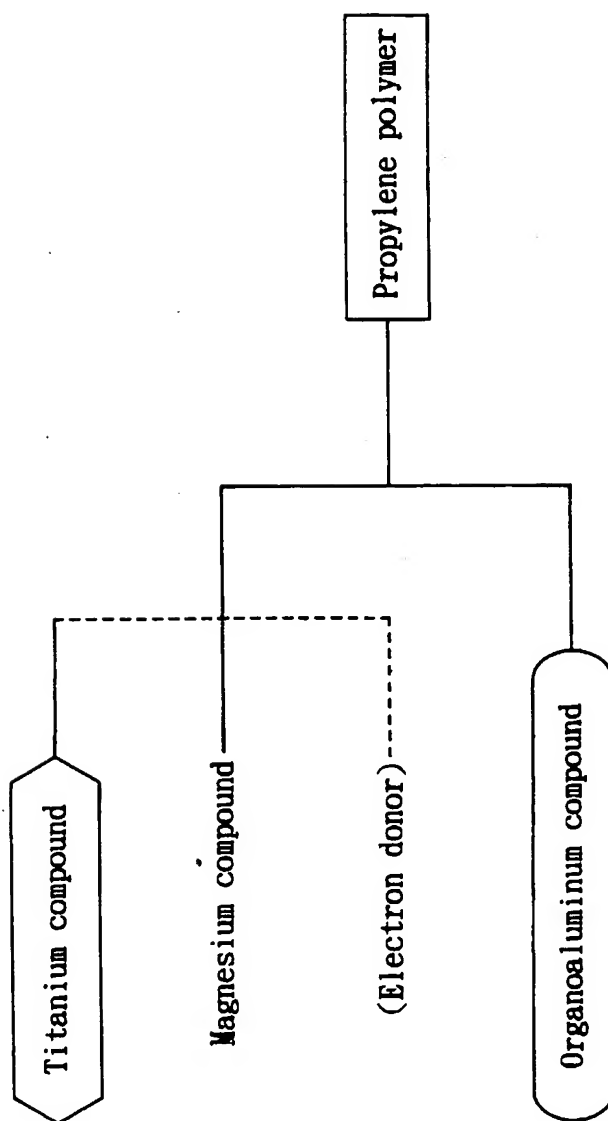 Titanium compound
Magnesium compound
(Electron donor)
Organoaluminum compound
Propylene polymer